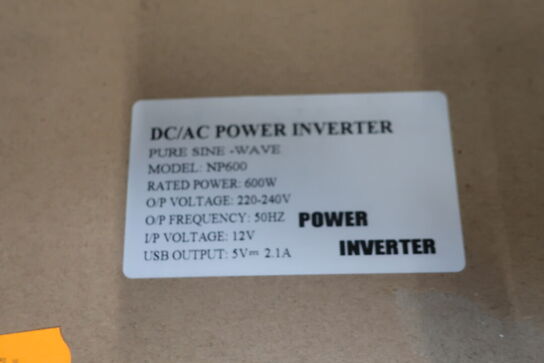 DC/AC POWER INVERTER
PURE SINE -WAVE
MODEL: NP600
RATED POWER: 600W
O/P VOLTAGE: 220-240V
O/P FREQUENCY: 50HZ
I/P VOLTAGE: 12V
USB OUTPUT: 5V⎓ 2.1A
POWER
INVERTER